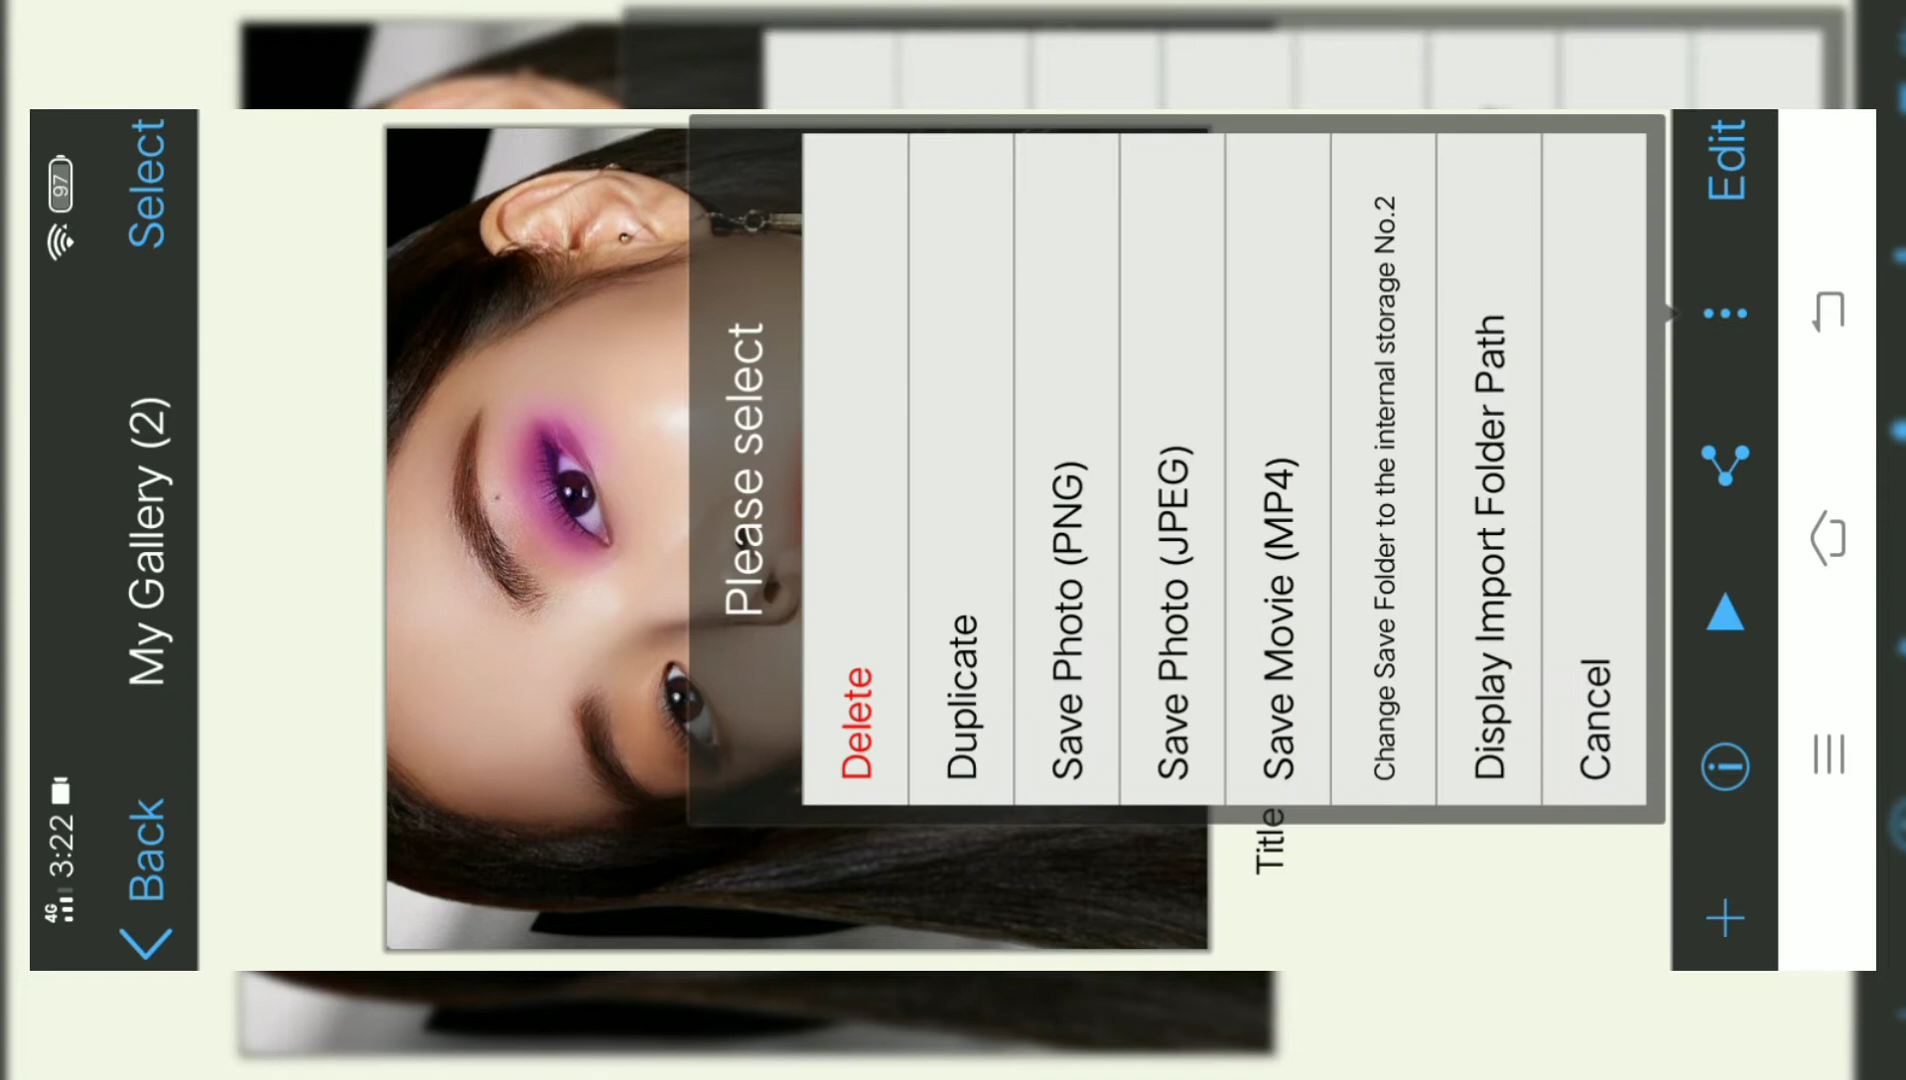 4G 3:22 97
Back My Gallery (2) Select
Please select
Delete
Duplicate
Save Photo (PNG)
Save Photo (JPEG)
Save Movie (MP4)
Change Save Folder to the internal storage No.2
Display Import Folder Path
Cancel
Title
Edit